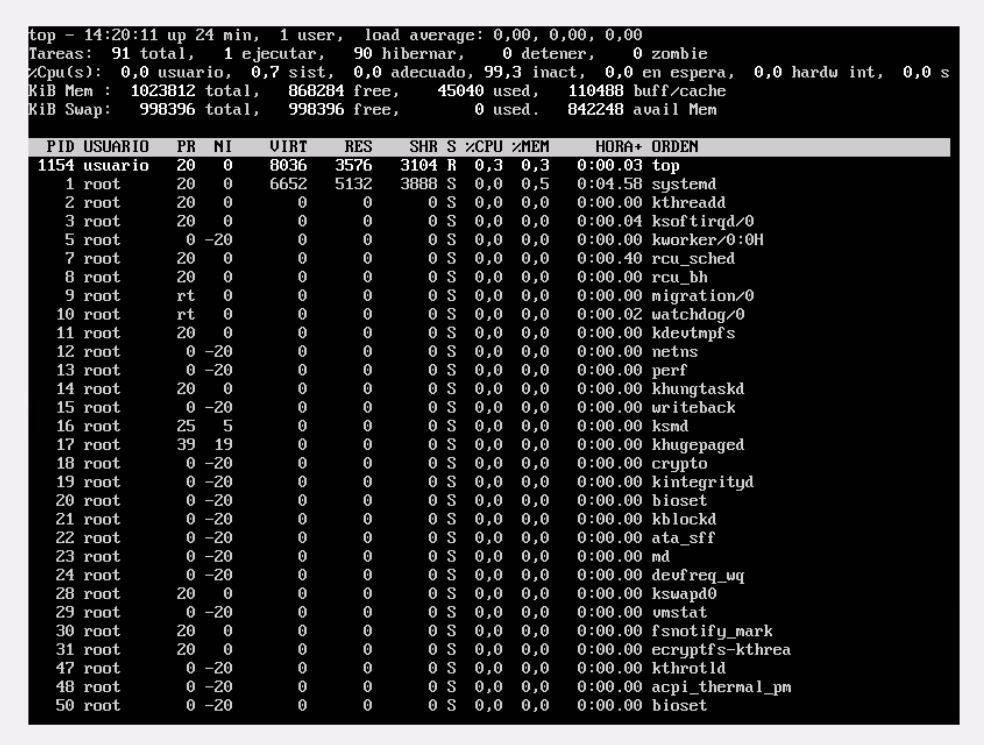 top - 14:20:11 up 24 min, 1 user, load average: 0,00, 0,00, 0,00
Tareas: 91 total, 1 ejecutar, 90 hibernar, 0 detener, 0 zombie
%Cpu(s): 0,0 usuario, 0,7 sist, 0,0 adecuado, 99,3 inact, 0,0 en espera, 0,0 hardw int, 0,0 s
KiB Mem : 1023812 total, 868284 free, 45040 used, 110488 buff/cache
KiB Swap: 998396 total, 998396 free, 0 used. 842248 avail Mem
PID USUARIO PR NI VIRT RES SHR S %CPU %MEM HORA+ ORDEN
1154 usuario 20 0 8036 3576 3104 R 0,3 0,3 0:00.03 top
1 root 20 0 6652 5132 3888 S 0,0 0,5 0:04.58 systemd
2 root 20 0 0 0 0 S 0,0 0,0 0:00.00 kthreadd
3 root 20 0 0 0 0 S 0,0 0,0 0:00.04 ksoftirqd/0
5 root 0 -20 0 0 0 S 0,0 0,0 0:00.00 kworker/0:0H
7 root 20 0 0 0 0 S 0,0 0,0 0:00.40 rcu_sched
8 root 20 0 0 0 0 S 0,0 0,0 0:00.00 rcu_bh
9 root rt 0 0 0 0 S 0,0 0,0 0:00.00 migration/0
10 root rt 0 0 0 0 S 0,0 0,0 0:00.02 watchdog/0
11 root 20 0 0 0 0 S 0,0 0,0 0:00.00 kdevtmpfs
12 root 0 -20 0 0 0 S 0,0 0,0 0:00.00 netns
13 root 0 -20 0 0 0 S 0,0 0,0 0:00.00 perf
14 root 20 0 0 0 0 S 0,0 0,0 0:00.00 khungtaskd
15 root 0 -20 0 0 0 S 0,0 0,0 0:00.00 writeback
16 root 25 5 0 0 0 S 0,0 0,0 0:00.00 ksmd
17 root 39 19 0 0 0 S 0,0 0,0 0:00.00 khugepaged
18 root 0 -20 0 0 0 S 0,0 0,0 0:00.00 crypto
19 root 0 -20 0 0 0 S 0,0 0,0 0:00.00 kintegrityd
20 root 0 -20 0 0 0 S 0,0 0,0 0:00.00 bioset
21 root 0 -20 0 0 0 S 0,0 0,0 0:00.00 kblockd
22 root 0 -20 0 0 0 S 0,0 0,0 0:00.00 ata_sff
23 root 0 -20 0 0 0 S 0,0 0,0 0:00.00 md
24 root 0 -20 0 0 0 S 0,0 0,0 0:00.00 devfreq_wq
28 root 20 0 0 0 0 S 0,0 0,0 0:00.00 kswapd0
29 root 0 -20 0 0 0 S 0,0 0,0 0:00.00 vmstat
30 root 20 0 0 0 0 S 0,0 0,0 0:00.00 fsnotify_mark
31 root 20 0 0 0 0 S 0,0 0,0 0:00.00 ecryptfs-kthrea
47 root 0 -20 0 0 0 S 0,0 0,0 0:00.00 kthrotld
48 root 0 -20 0 0 0 S 0,0 0,0 0:00.00 acpi_thermal_pm
50 root 0 -20 0 0 0 S 0,0 0,0 0:00.00 bioset